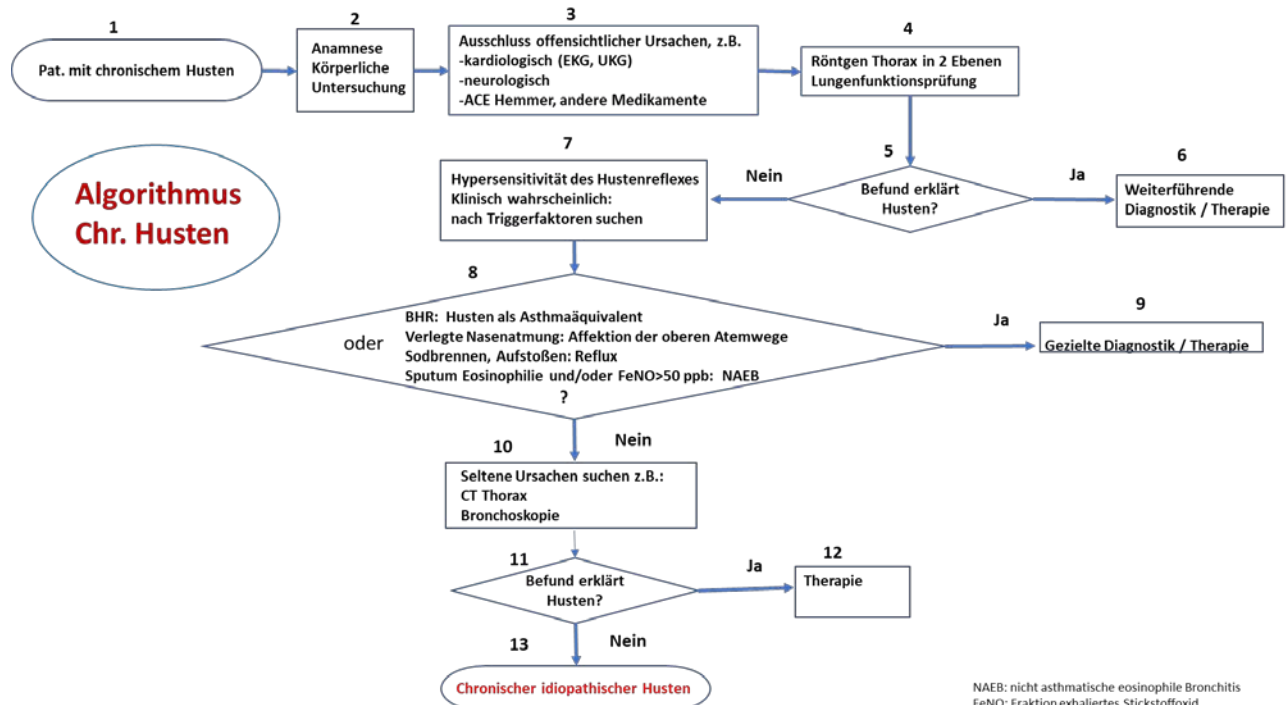 1
Pat. mit chronischem Husten
2
Anamnese
Körperliche
Untersuchung
3
Ausschluss offensichtlicher Ursachen, z.B.
-kardiologisch (EKG, UKG)
-neurologisch
-ACE Hemmer, andere Medikamente
4
Röntgen Thorax in 2 Ebenen
Lungenfunktionsprüfung
Algorithmus
Chr. Husten
5
Befund erklärt
Husten?
Ja
6
Weiterführende
Diagnostik / Therapie
Nein
7
Hypersensitivität des Hustenreflexes
Klinisch wahrscheinlich:
nach Triggerfaktoren suchen
8
oder
BHR: Husten als Asthmaäquivalent
Verlegte Nasenatmung: Affektion der oberen Atemwege
Sodbrennen, Aufstoßen: Reflux
Sputum Eosinophilie und/oder FeNO>50 ppb: NAEB
?
Ja
9
Gezielte Diagnostik / Therapie
Nein
10
Seltene Ursachen suchen z.B.:
CT Thorax
Bronchoskopie
11
Befund erklärt
Husten?
Ja
12
Therapie
Nein
13
Chronischer idiopathischer Husten
NAEB: nicht asthmatische eosinophile Bronchitis
FeNO: Fraktion exhaliertes Stickstoffoxid